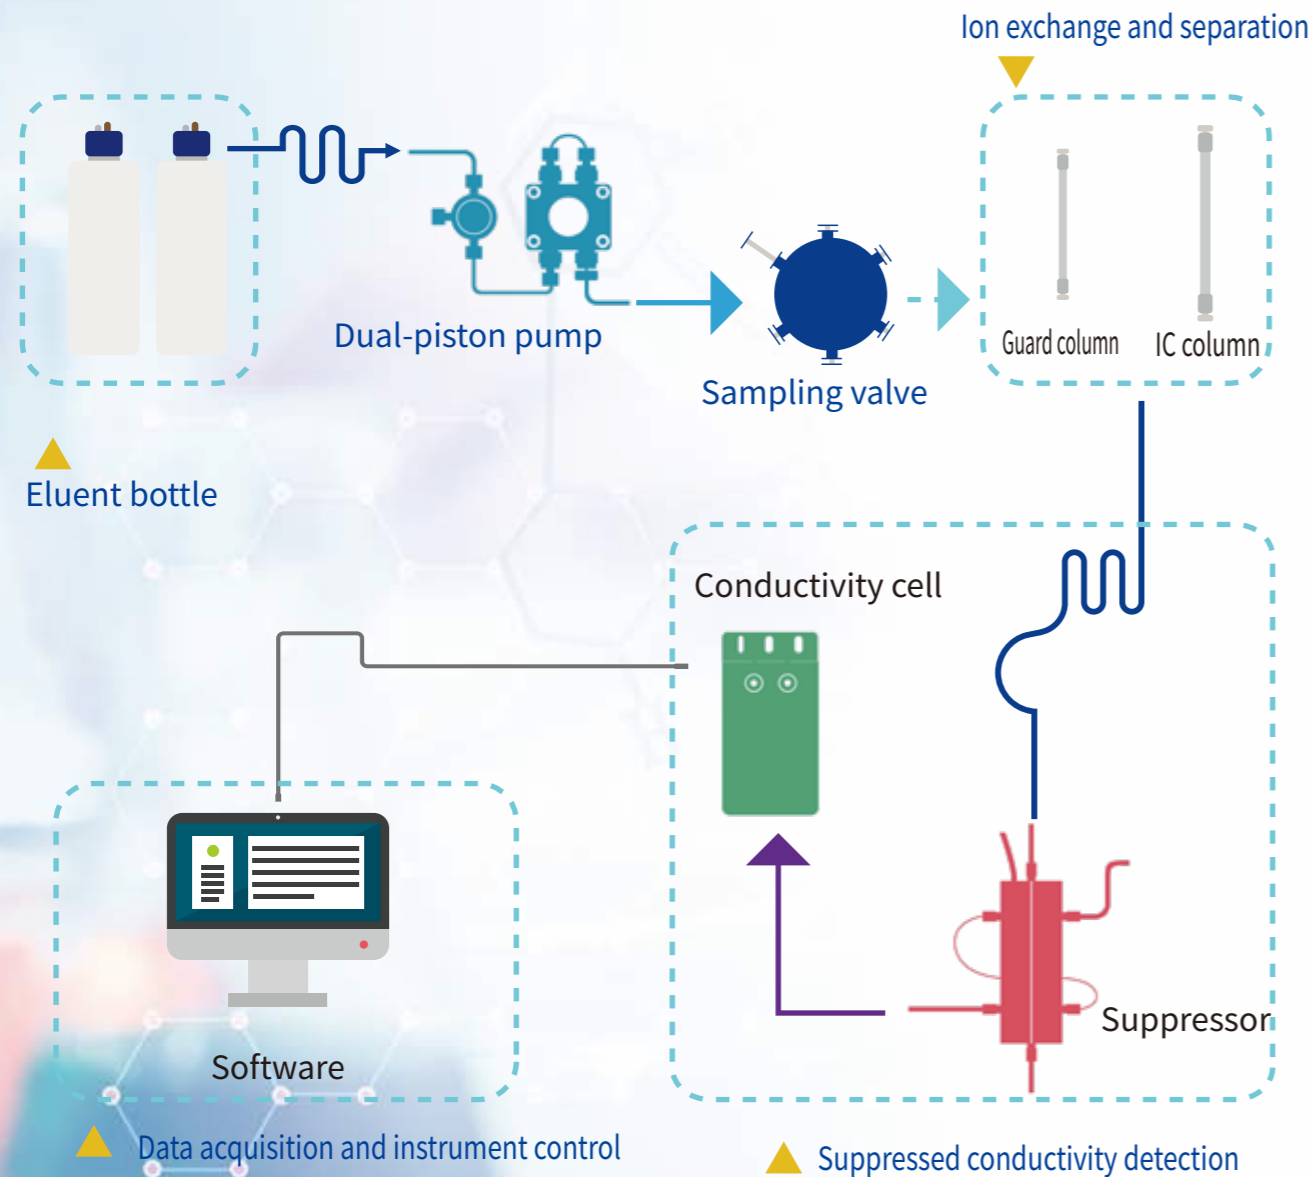 Ion exchange and separation
Guard column
IC column
Dual-piston pump
Sampling valve
Eluent bottle
Conductivity cell
Suppressor
Software
Data acquisition and instrument control
Suppressed conductivity detection